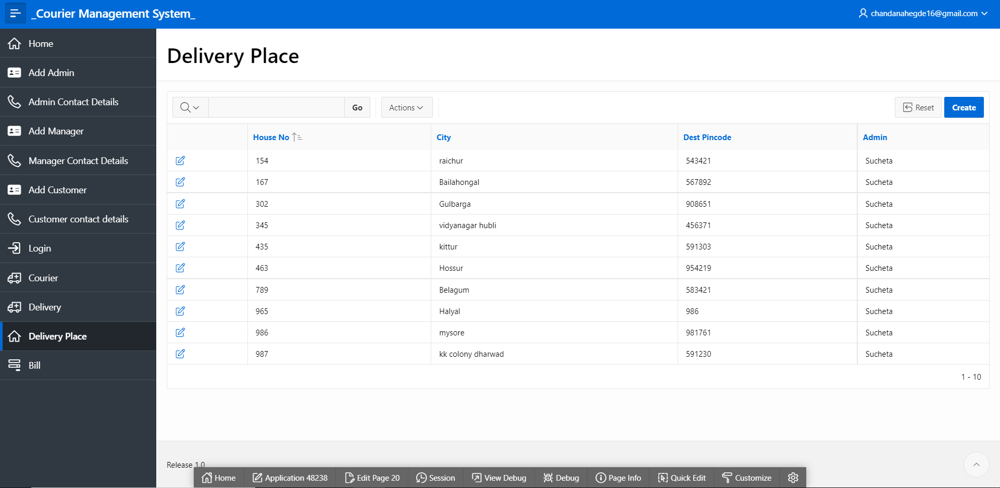 _Courier Management System_
chandanahegde16@gmail.com
Home
Add Admin
Admin Contact Details
Add Manager
Manager Contact Details
Add Customer
Customer contact details
Login
Courier
Delivery
Delivery Place
Bill
Delivery Place
Go
Actions
Reset
Create
House No City Dest Pincode Admin
154 raichur 543421 Sucheta
167 Bailahongal 567892 Sucheta
302 Gulbarga 908651 Sucheta
345 vidyanagar hubli 456371 Sucheta
435 kittur 591303 Sucheta
463 Hossur 954219 Sucheta
789 Belagum 583421 Sucheta
965 Halyal 986 Sucheta
986 mysore 981761 Sucheta
987 kk colony dharwad 591230 Sucheta
1 - 10
Release 1.0
Home Application 48238 Edit Page 20 Session View Debug Debug Page Info Quick Edit Customize